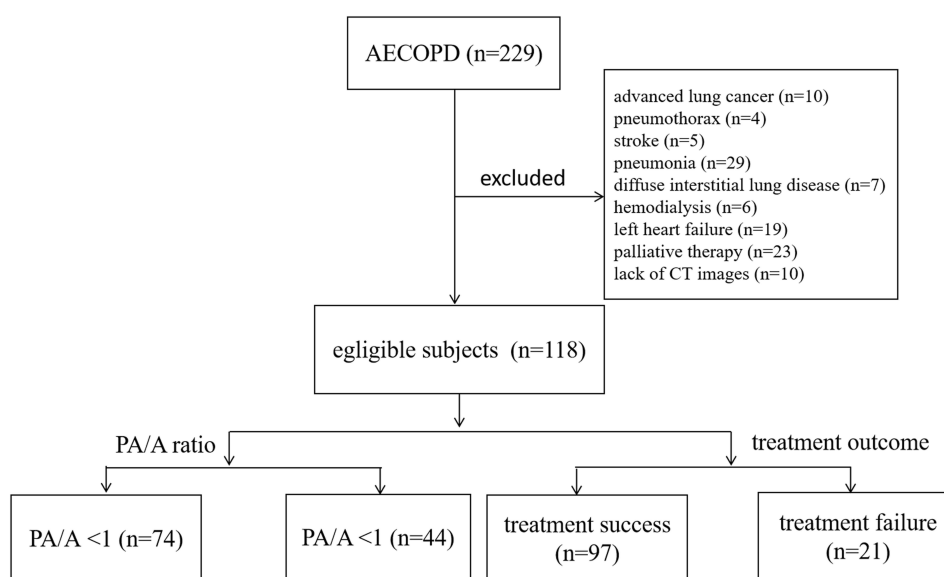 AECOPD (n=229)
advanced lung cancer (n=10)
pneumothorax (n=4)
stroke (n=5)
pneumonia (n=29)
diffuse interstitial lung disease (n=7)
hemodialysis (n=6)
left heart failure (n=19)
palliative therapy (n=23)
lack of CT images (n=10)
excluded
egligible subjects (n=118)
PA/A ratio
treatment outcome
PA/A <1 (n=74)
PA/A <1 (n=44)
treatment success
(n=97)
treatment failure
(n=21)